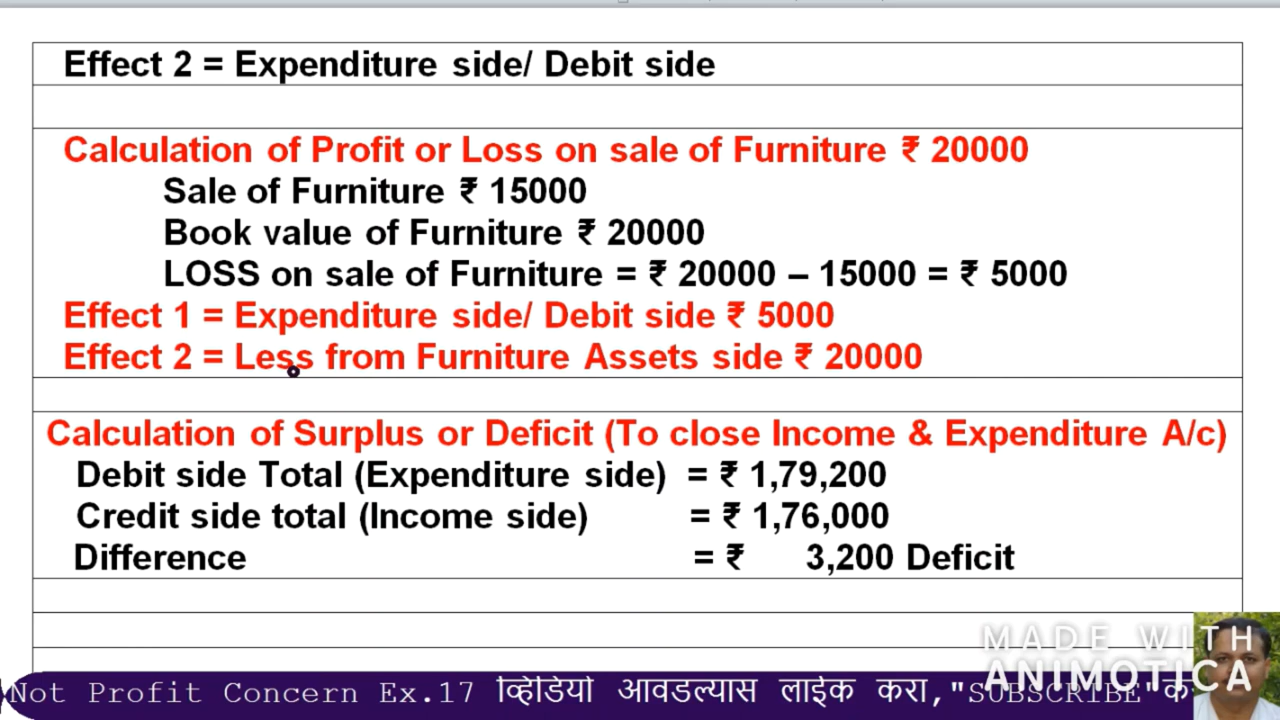 Effect 2 = Expenditure side/ Debit side
Calculation of Profit or Loss on sale of Furniture ₹ 20000
Sale of Furniture ₹ 15000
Book value of Furniture ₹ 20000
LOSS on sale of Furniture = ₹ 20000 – 15000 = ₹ 5000
Effect 1 = Expenditure side/ Debit side ₹ 5000
Effect 2 = Less from Furniture Assets side ₹ 20000
Calculation of Surplus or Deficit (To close Income & Expenditure A/c)
Debit side Total (Expenditure side) = ₹ 1,79,200
Credit side total (Income side) = ₹ 1,76,000
Difference = ₹ 3,200 Deficit
MADE WITH
ANIMOTICA
Not Profit Concern Ex.17 व्हिडियो आवडल्यास लाईक करा,"SUBSCRIBE"क